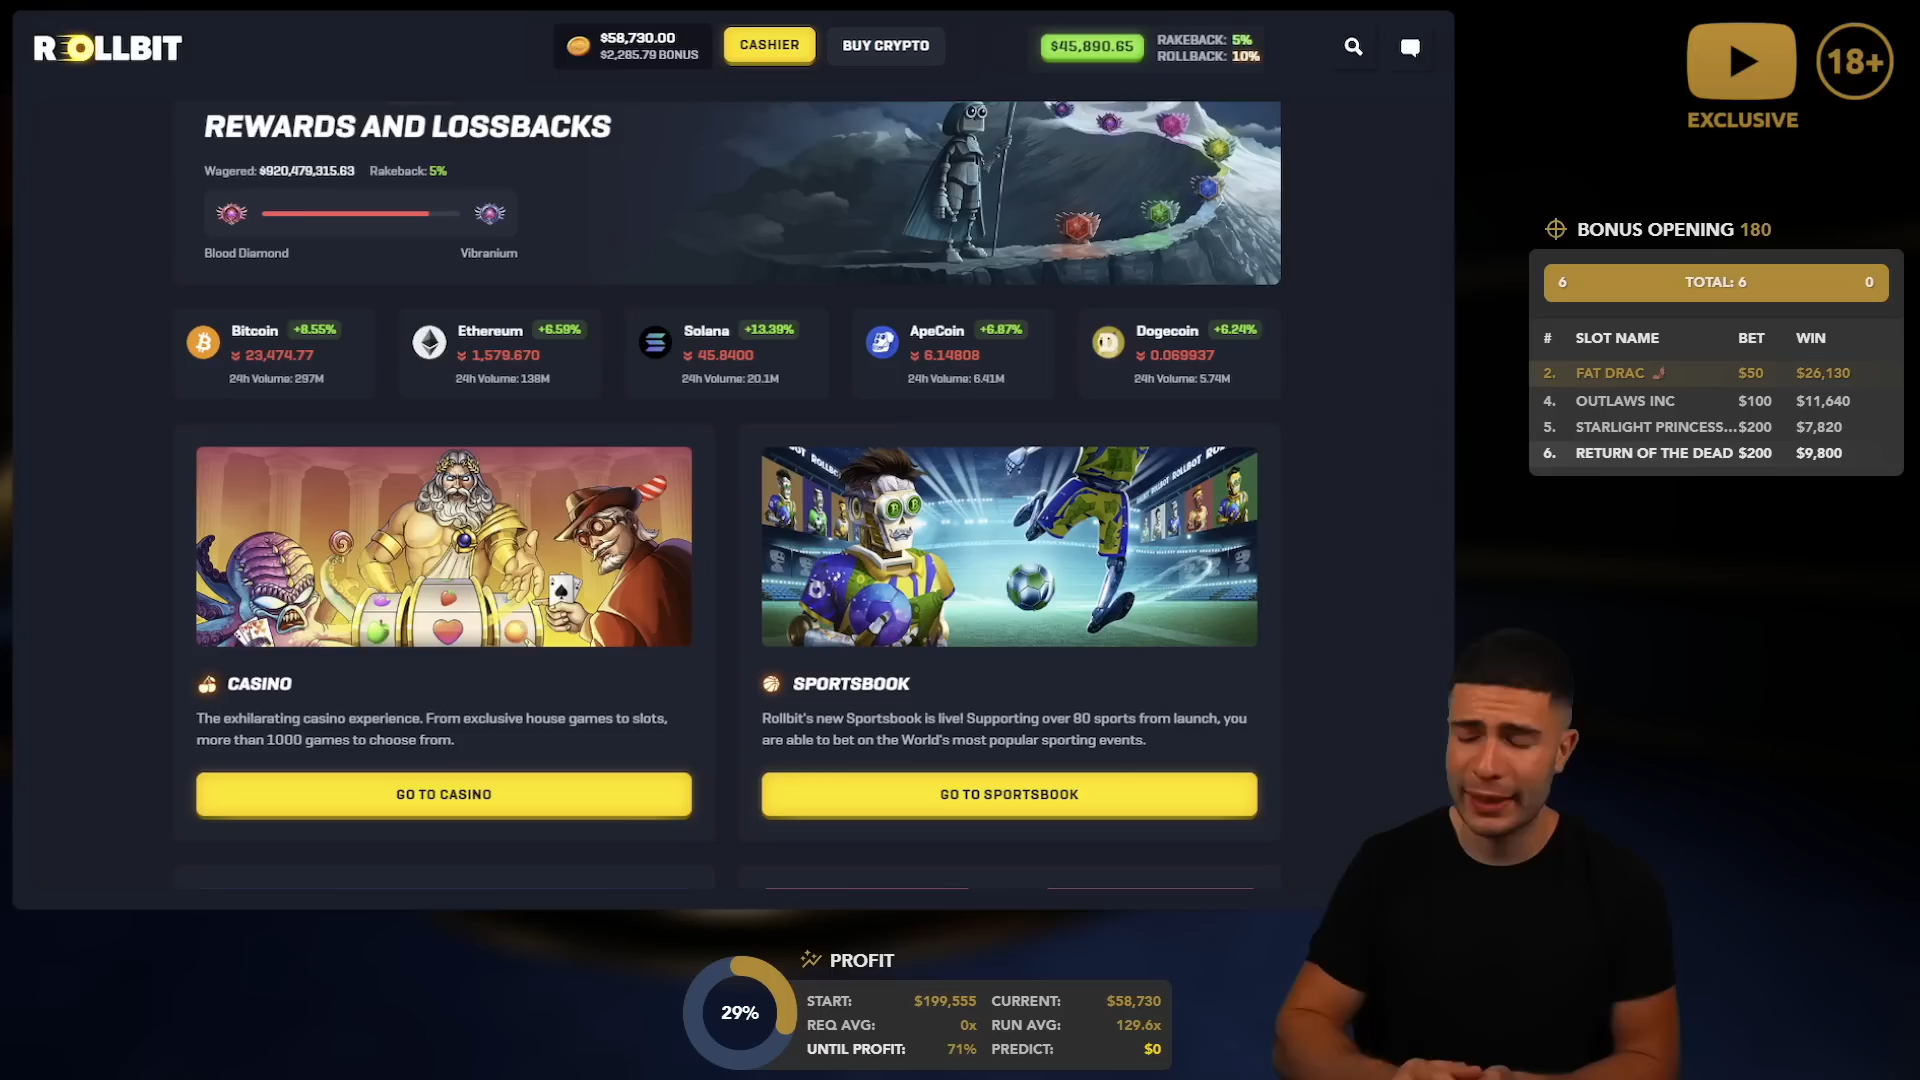 ROLLBIT
$58,730.00
$2,285.79 BONUS
CASHIER
BUY CRYPTO
$45,890.65
RAKEBACK: 5%
ROLLBACK: 10%
18+
EXCLUSIVE
REWARDS AND LOSSBACKS
Wagered: $920,479,315.63 Rakeback: 5%
Blood Diamond
Vibranium
Bitcoin +8.55%
23,474.77
24h Volume: 297M
Ethereum +6.59%
1,579.670
24h Volume: 138M
Solana +13.39%
45.8400
24h Volume: 20.1M
ApeCoin +6.87%
6.14808
24h Volume: 6.41M
Dogecoin +6.24%
0.069937
24h Volume: 5.74M
BONUS OPENING 180
6 TOTAL: 6 0
# SLOT NAME BET WIN
2. FAT DRAC $50 $26,130
4. OUTLAWS INC $100 $11,640
5. STARLIGHT PRINCESS... $200 $7,820
6. RETURN OF THE DEAD $200 $9,800
CASINO
The exhilarating casino experience. From exclusive house games to slots,
more than 1000 games to choose from.
GO TO CASINO
SPORTSBOOK
Rollbit's new Sportsbook is live! Supporting over 80 sports from launch, you
are able to bet on the World's most popular sporting events.
GO TO SPORTSBOOK
PROFIT
29%
START: $199,555 CURRENT: $58,730
REQ AVG: 0x RUN AVG: 129.6x
UNTIL PROFIT: 71% PREDICT: $0